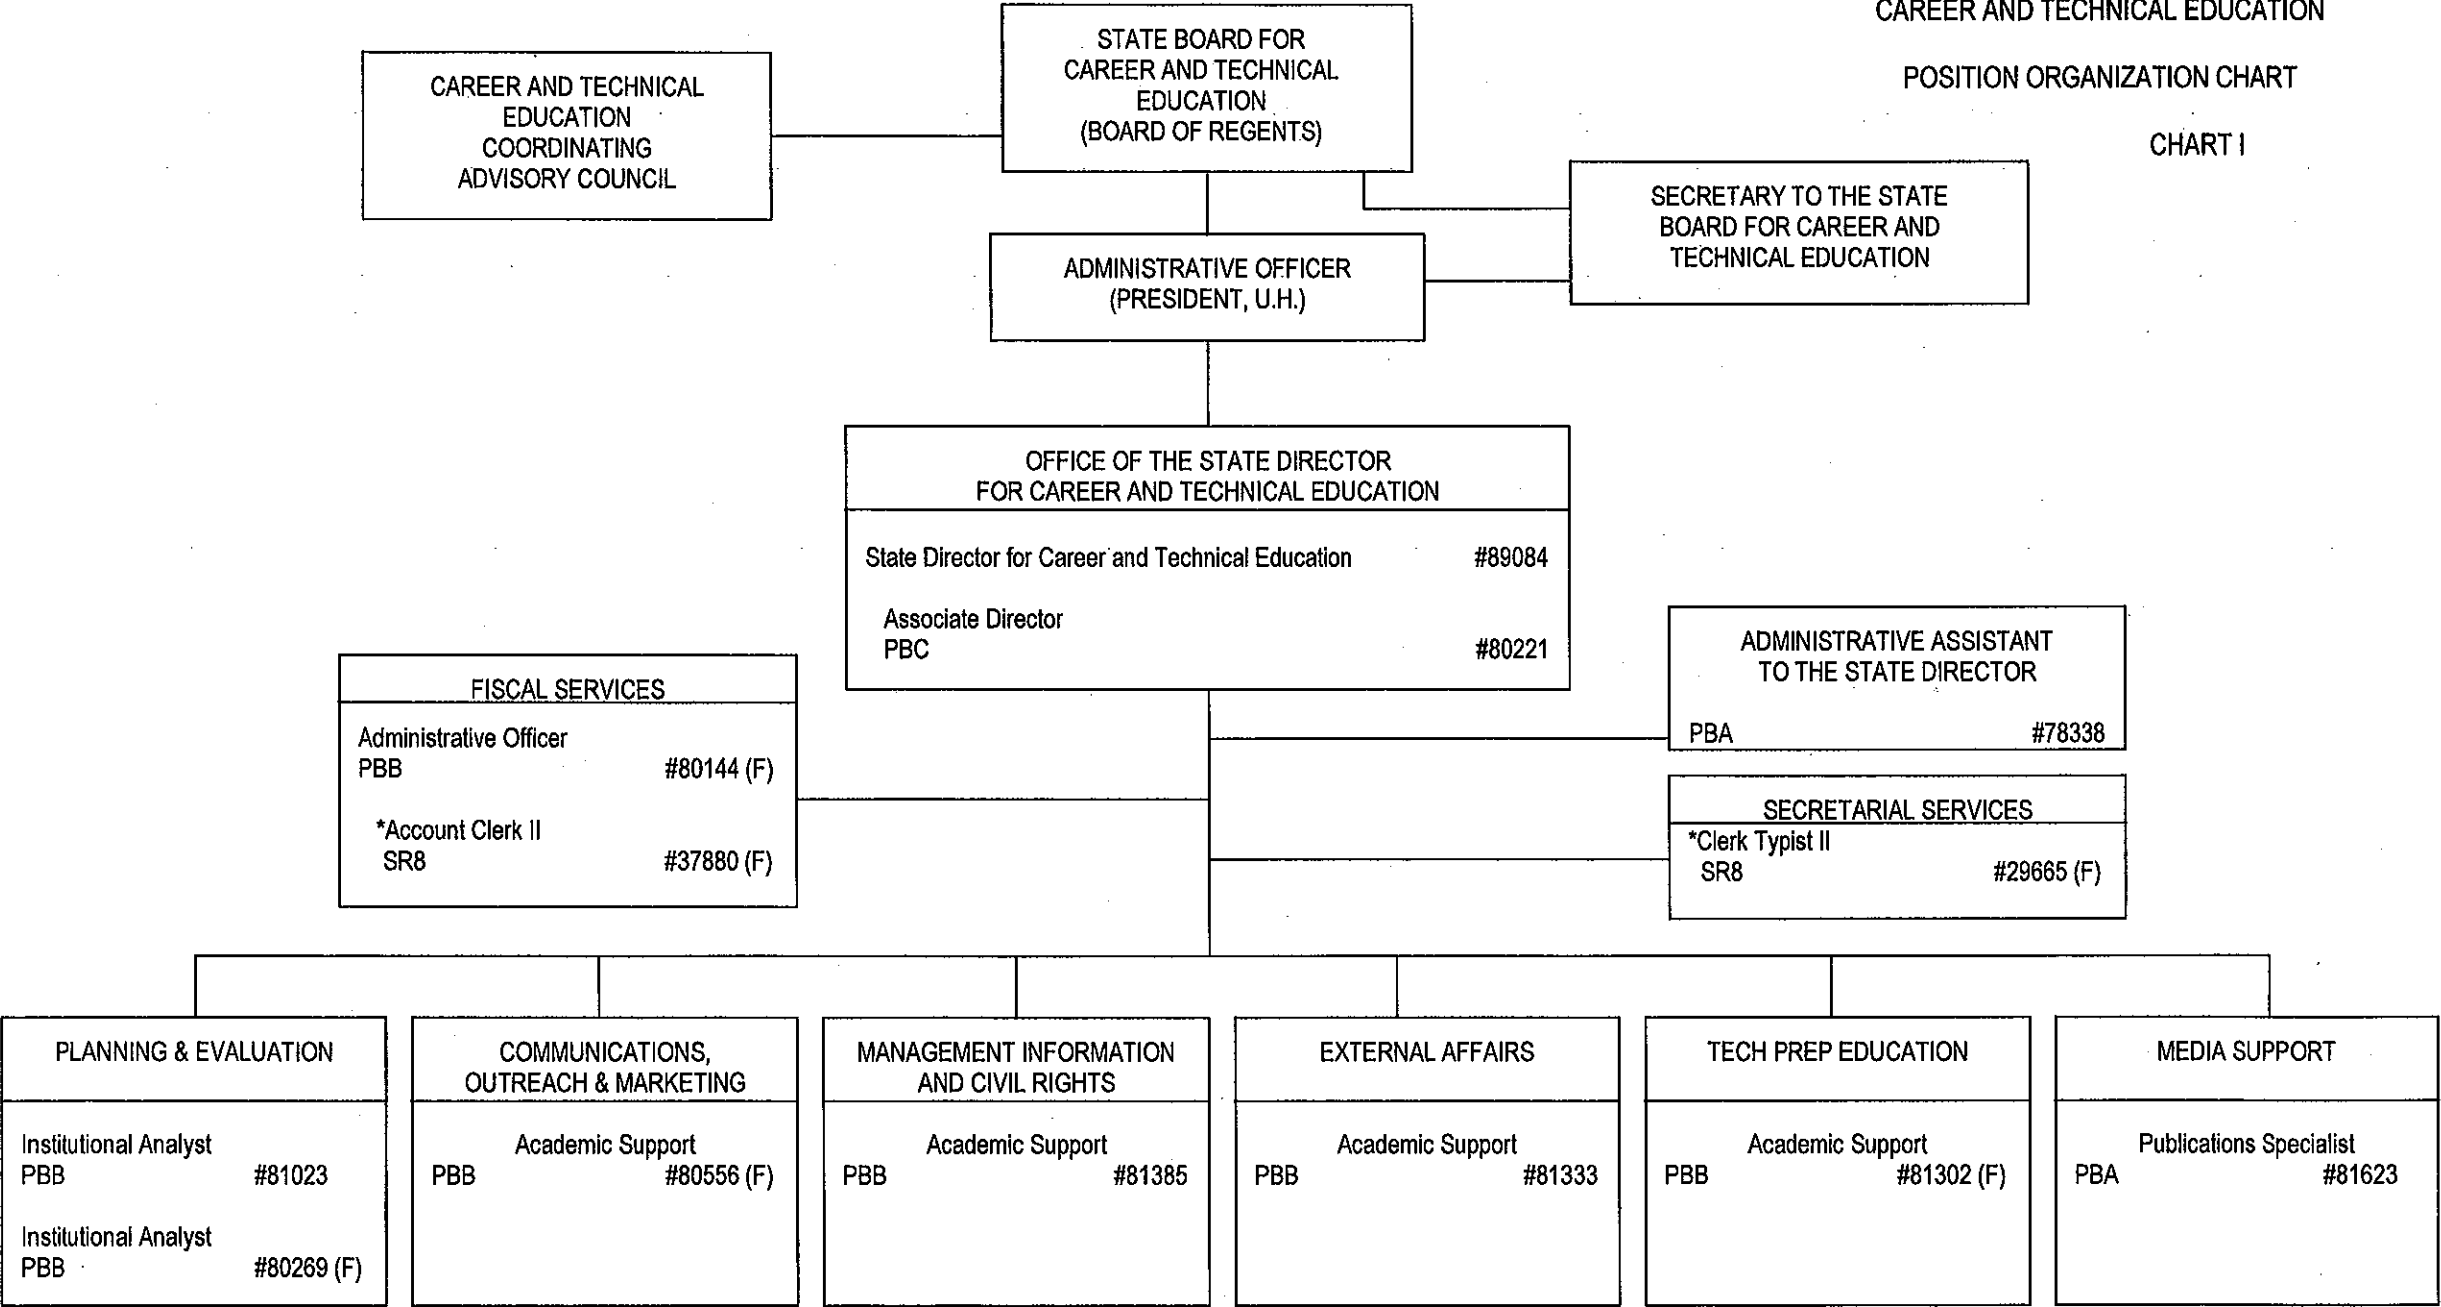 CAREER AND TECHNICAL EDUCATION
POSITION ORGANIZATION CHART
CHART I
STATE BOARD FOR
CAREER AND TECHNICAL
EDUCATION
(BOARD OF REGENTS)
CAREER AND TECHNICAL
EDUCATION
COORDINATING
ADVISORY COUNCIL
SECRETARY TO THE STATE
BOARD FOR CAREER AND
TECHNICAL EDUCATION
ADMINISTRATIVE OFFICER
(PRESIDENT, U.H.)
OFFICE OF THE STATE DIRECTOR
FOR CAREER AND TECHNICAL EDUCATION
State Director for Career and Technical Education #89084
Associate Director
PBC #80221
ADMINISTRATIVE ASSISTANT
TO THE STATE DIRECTOR
PBA #78338
FISCAL SERVICES
Administrative Officer
PBB #80144 (F)
*Account Clerk II
SR8 #37880 (F)
SECRETARIAL SERVICES
*Clerk Typist II
SR8 #29665 (F)
PLANNING & EVALUATION
Institutional Analyst
PBB #81023
Institutional Analyst
PBB #80269 (F)
COMMUNICATIONS,
OUTREACH & MARKETING
Academic Support
PBB #80556 (F)
MANAGEMENT INFORMATION
AND CIVIL RIGHTS
Academic Support
PBB #81385
EXTERNAL AFFAIRS
Academic Support
PBB #81333
TECH PREP EDUCATION
Academic Support
PBB #81302 (F)
MEDIA SUPPORT
Publications Specialist
PBA #81623